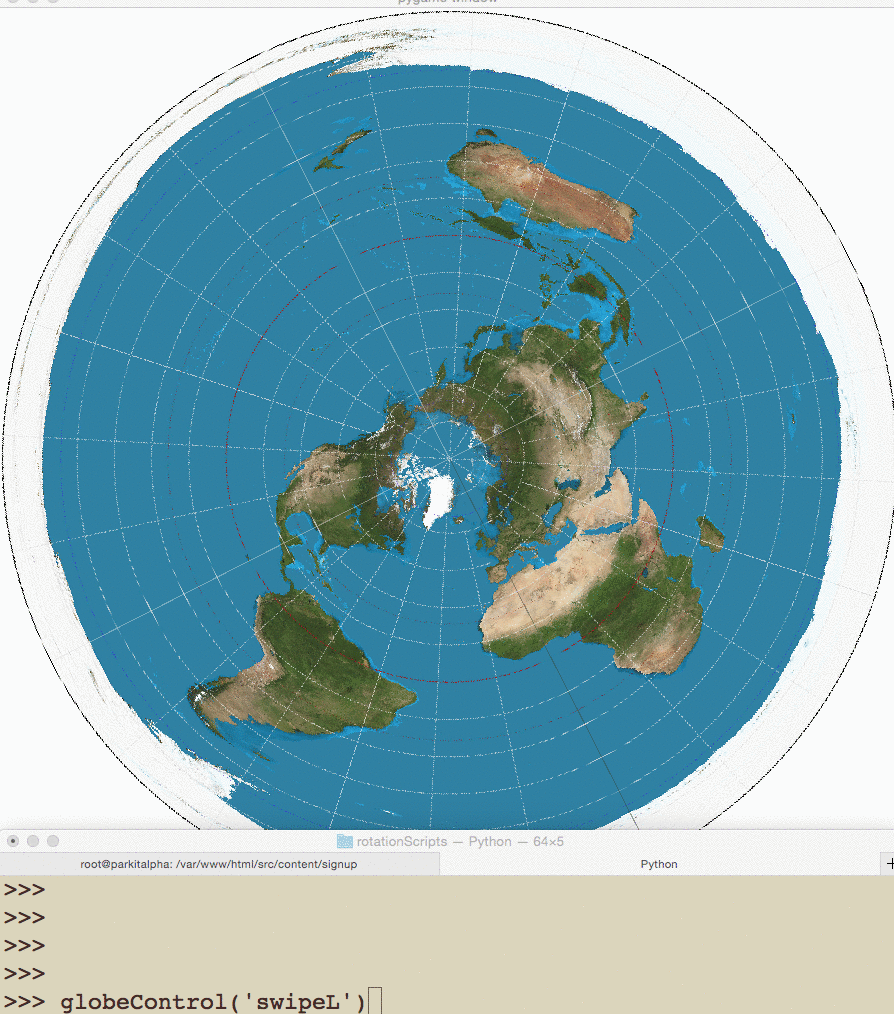 pygame window
rotationScripts — Python — 64×5
root@parkitalpha: /var/www/html/src/content/signup
Python
+
>>>
>>>
>>>
>>>
>>> globeControl('swipeL')